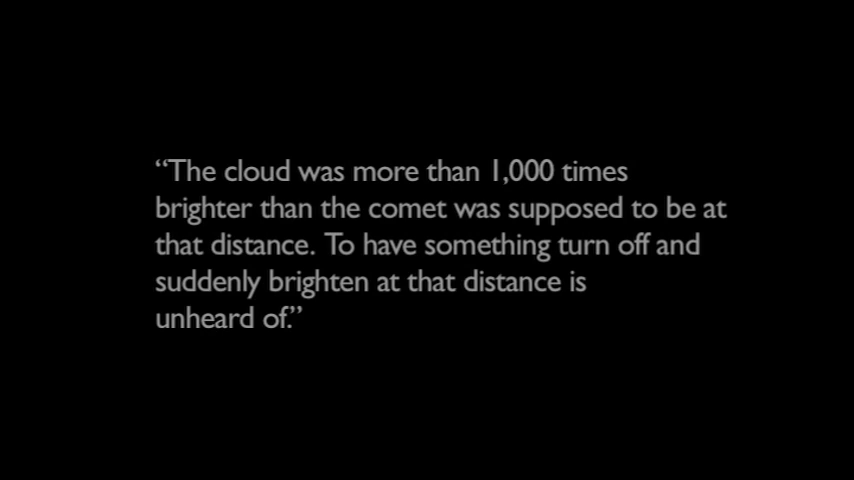 “The cloud was more than 1,000 times
brighter than the comet was supposed to be at
that distance. To have something turn off and
suddenly brighten at that distance is
unheard of.”